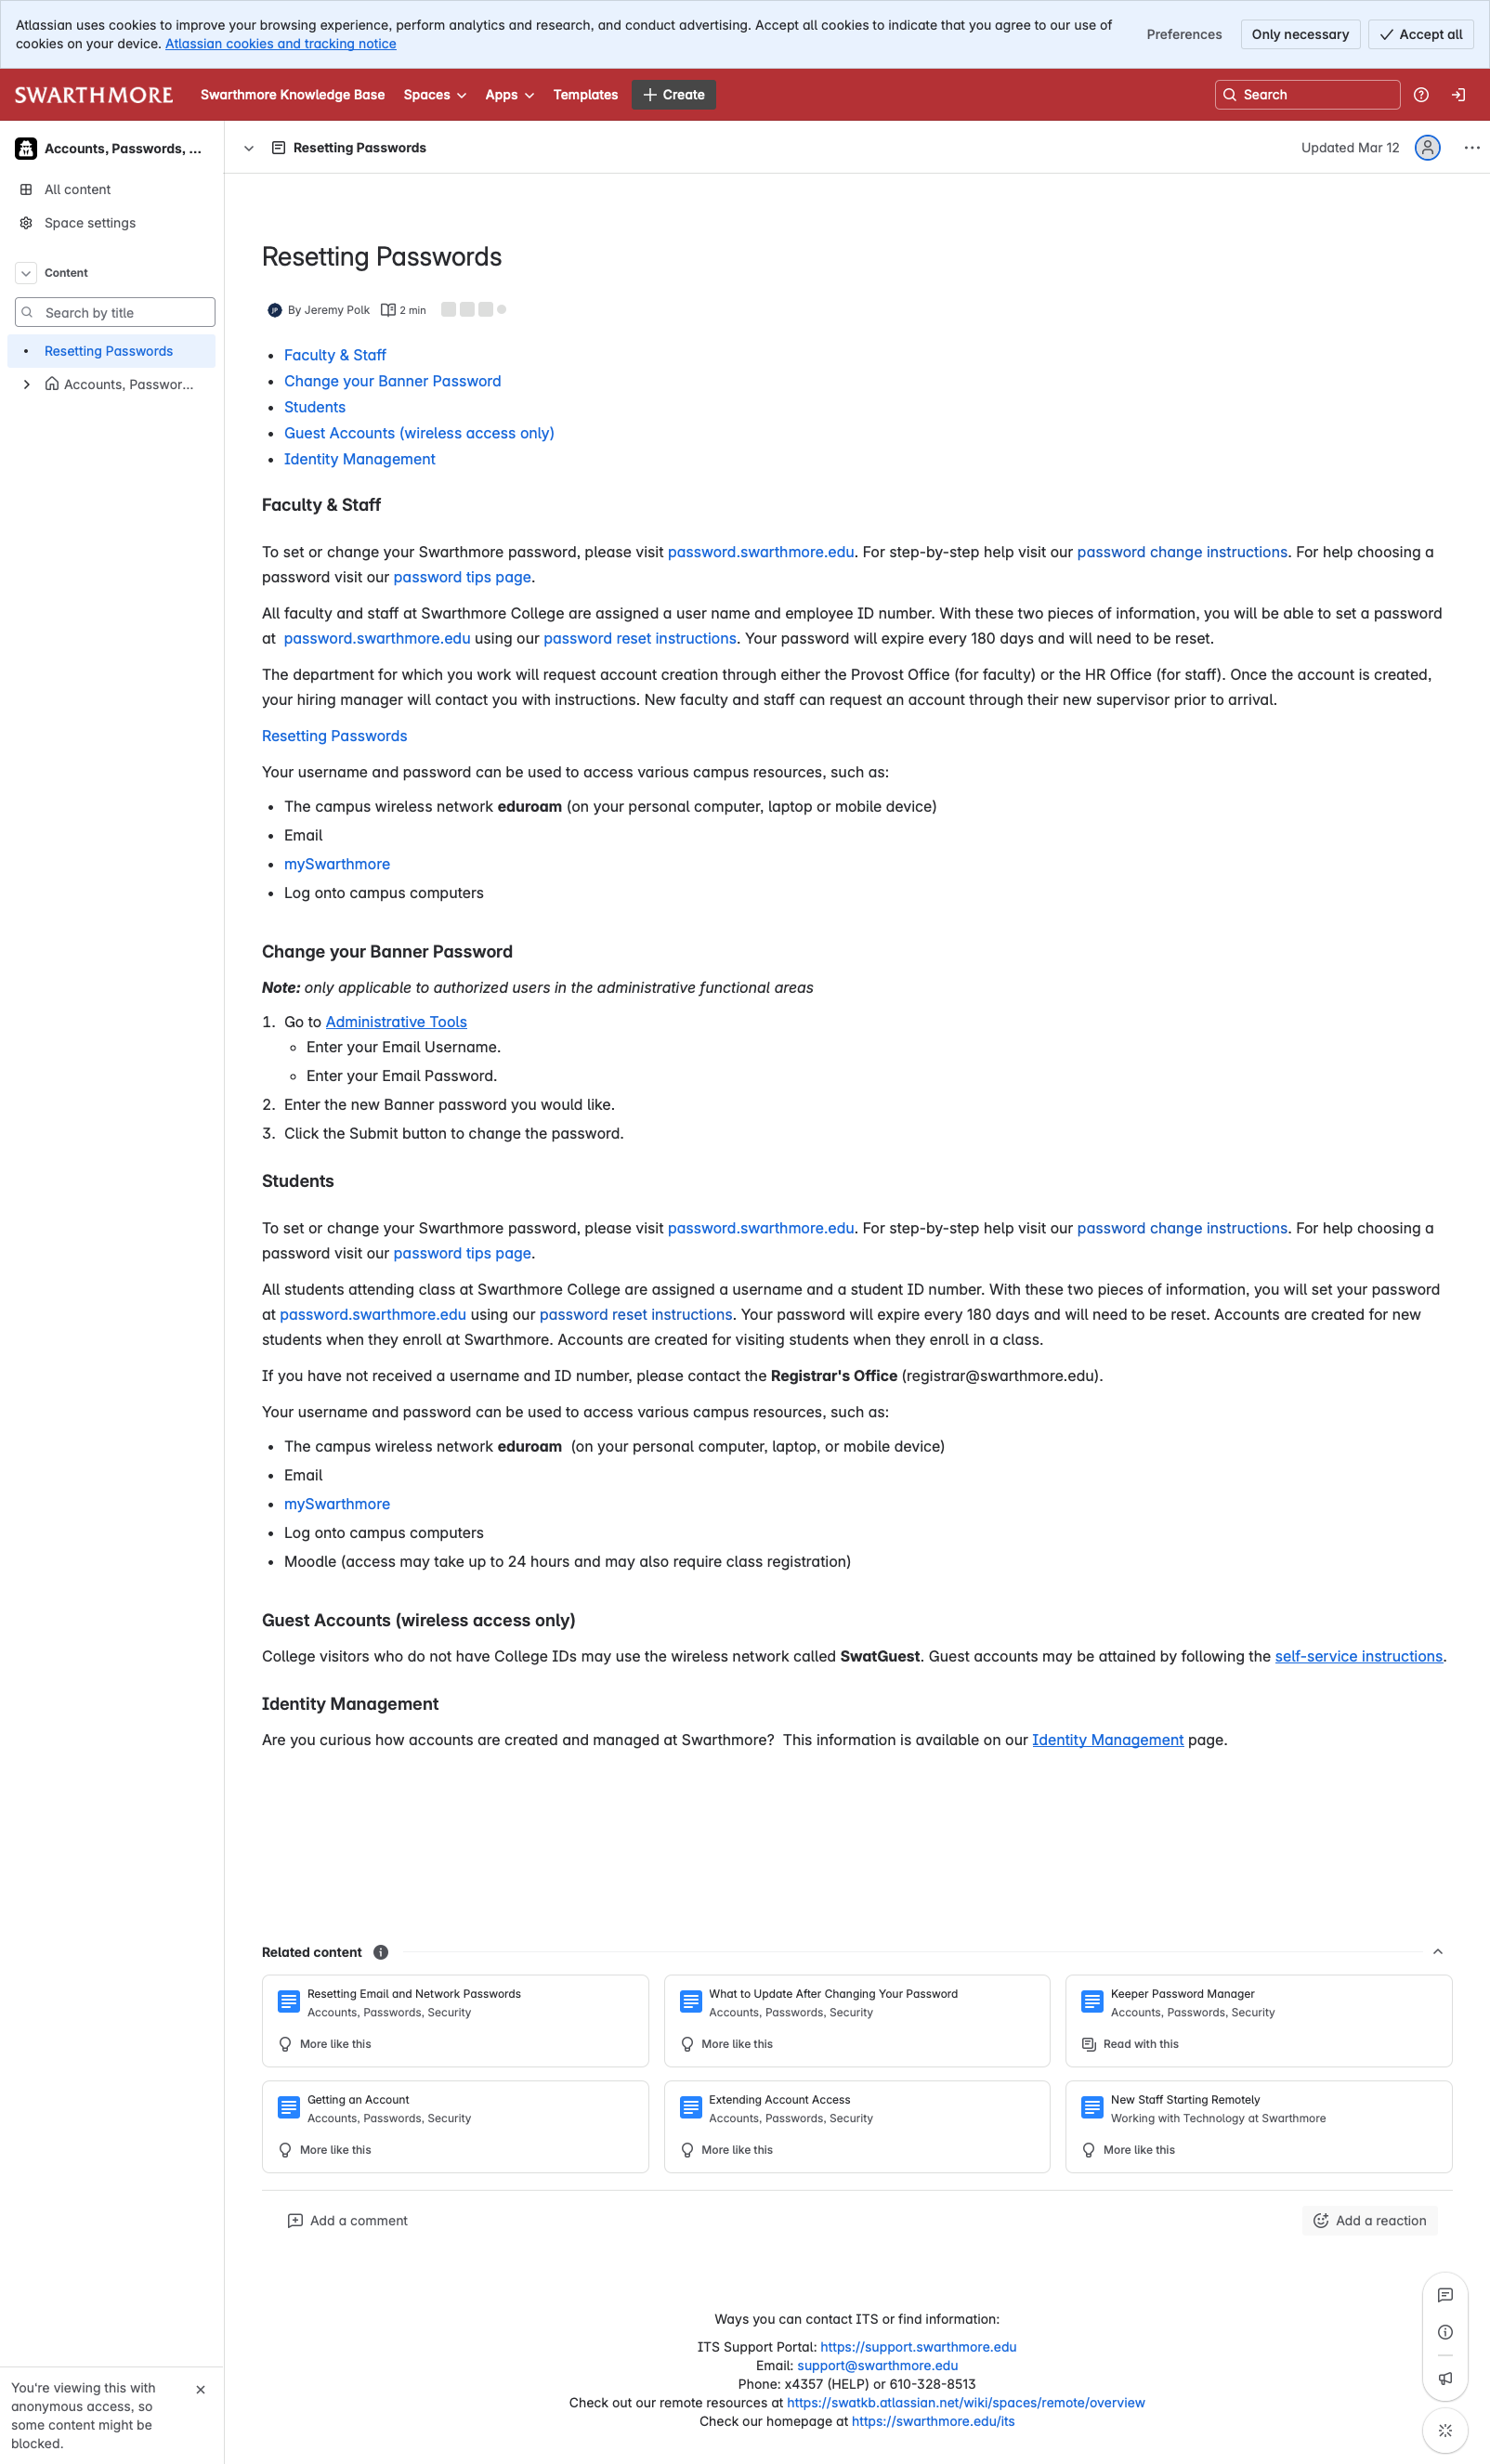 Atlassian uses cookies to improve your browsing experience, perform analytics and research, and conduct advertising. Accept all cookies to indicate that you agree to our use of
cookies on your device. Atlassian cookies and tracking notice
Preferences
Only necessary
Accept all
SWARTHMORE
Swarthmore Knowledge Base
Spaces
Apps
Templates
Create
Search
Accounts, Passwords, ...
All content
Space settings
Content
Search by title
Resetting Passwords
Accounts, Passwor...
Resetting Passwords
Updated Mar 12
Resetting Passwords
JP
By Jeremy Polk
2 min
• Faculty & Staff
• Change your Banner Password
• Students
• Guest Accounts (wireless access only)
• Identity Management
Faculty & Staff
To set or change your Swarthmore password, please visit password.swarthmore.edu. For step-by-step help visit our password change instructions. For help choosing a
password visit our password tips page.
All faculty and staff at Swarthmore College are assigned a user name and employee ID number. With these two pieces of information, you will be able to set a password
at password.swarthmore.edu using our password reset instructions. Your password will expire every 180 days and will need to be reset.
The department for which you work will request account creation through either the Provost Office (for faculty) or the HR Office (for staff). Once the account is created,
your hiring manager will contact you with instructions. New faculty and staff can request an account through their new supervisor prior to arrival.
Resetting Passwords
Your username and password can be used to access various campus resources, such as:
• The campus wireless network eduroam (on your personal computer, laptop or mobile device)
• Email
• mySwarthmore
• Log onto campus computers
Change your Banner Password
Note: only applicable to authorized users in the administrative functional areas
1. Go to Administrative Tools
◦ Enter your Email Username.
◦ Enter your Email Password.
2. Enter the new Banner password you would like.
3. Click the Submit button to change the password.
Students
To set or change your Swarthmore password, please visit password.swarthmore.edu. For step-by-step help visit our password change instructions. For help choosing a
password visit our password tips page.
All students attending class at Swarthmore College are assigned a username and a student ID number. With these two pieces of information, you will set your password
at password.swarthmore.edu using our password reset instructions. Your password will expire every 180 days and will need to be reset. Accounts are created for new
students when they enroll at Swarthmore. Accounts are created for visiting students when they enroll in a class.
If you have not received a username and ID number, please contact the Registrar's Office (registrar@swarthmore.edu).
Your username and password can be used to access various campus resources, such as:
• The campus wireless network eduroam (on your personal computer, laptop, or mobile device)
• Email
• mySwarthmore
• Log onto campus computers
• Moodle (access may take up to 24 hours and may also require class registration)
Guest Accounts (wireless access only)
College visitors who do not have College IDs may use the wireless network called SwatGuest. Guest accounts may be attained by following the self-service instructions.
Identity Management
Are you curious how accounts are created and managed at Swarthmore? This information is available on our Identity Management page.
Related content
Resetting Email and Network Passwords
Accounts, Passwords, Security
More like this
What to Update After Changing Your Password
Accounts, Passwords, Security
More like this
Keeper Password Manager
Accounts, Passwords, Security
Read with this
Getting an Account
Accounts, Passwords, Security
More like this
Extending Account Access
Accounts, Passwords, Security
More like this
New Staff Starting Remotely
Working with Technology at Swarthmore
More like this
Add a comment
Add a reaction
Ways you can contact ITS or find information:
ITS Support Portal: https://support.swarthmore.edu
Email: support@swarthmore.edu
Phone: x4357 (HELP) or 610-328-8513
Check out our remote resources at https://swatkb.atlassian.net/wiki/spaces/remote/overview
Check our homepage at https://swarthmore.edu/its
You're viewing this with
anonymous access, so
some content might be
blocked.